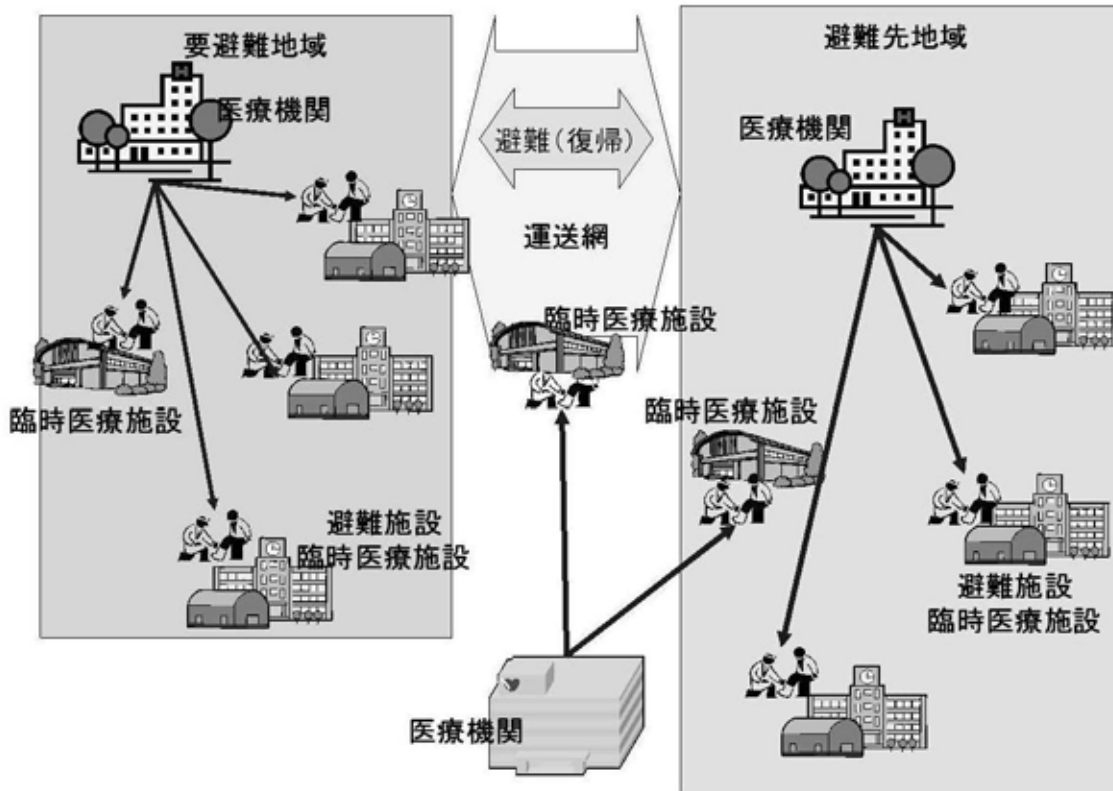 要避難地域
医療機関
臨時医療施設
避難施設
臨時医療施設
避難(復帰)
運送網
臨時医療施設
医療機関
避難先地域
医療機関
臨時医療施設
避難施設
臨時医療施設